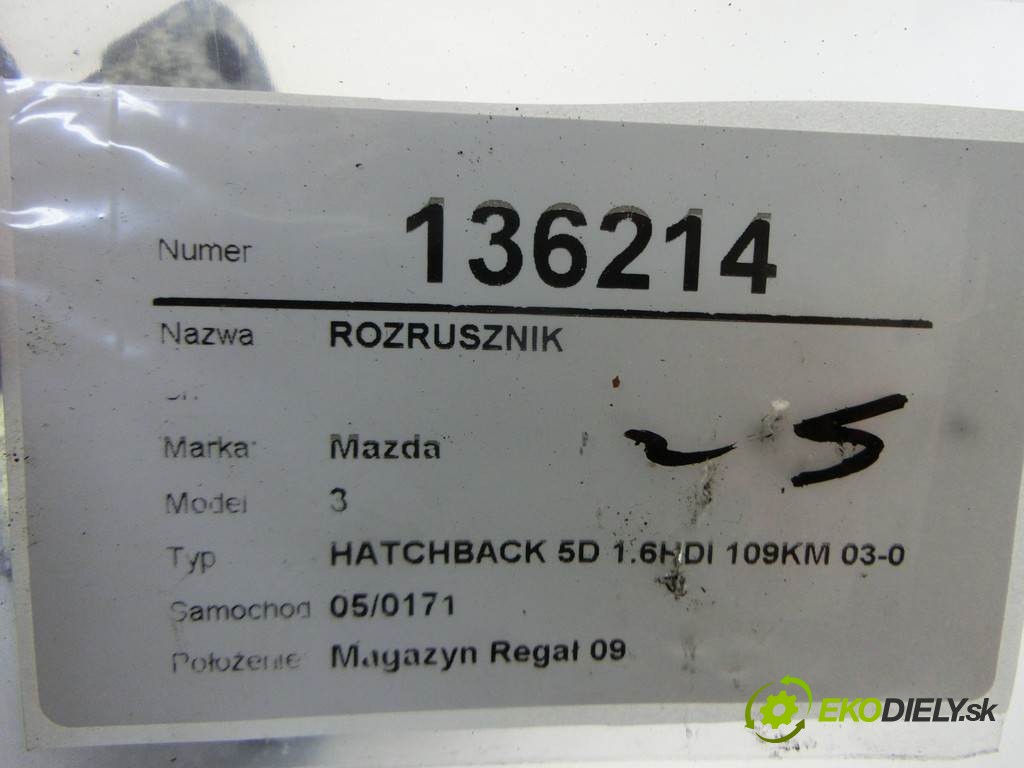 Numer 136214
Nazwa ROZRUSZNIK
Marka: Mazda
Model 3
Typ HATCHBACK 5D 1.6HDI 109KM 03-0
Samochod 05/0171
Położenie Magazyn Regał 09
EKODIELY.sk